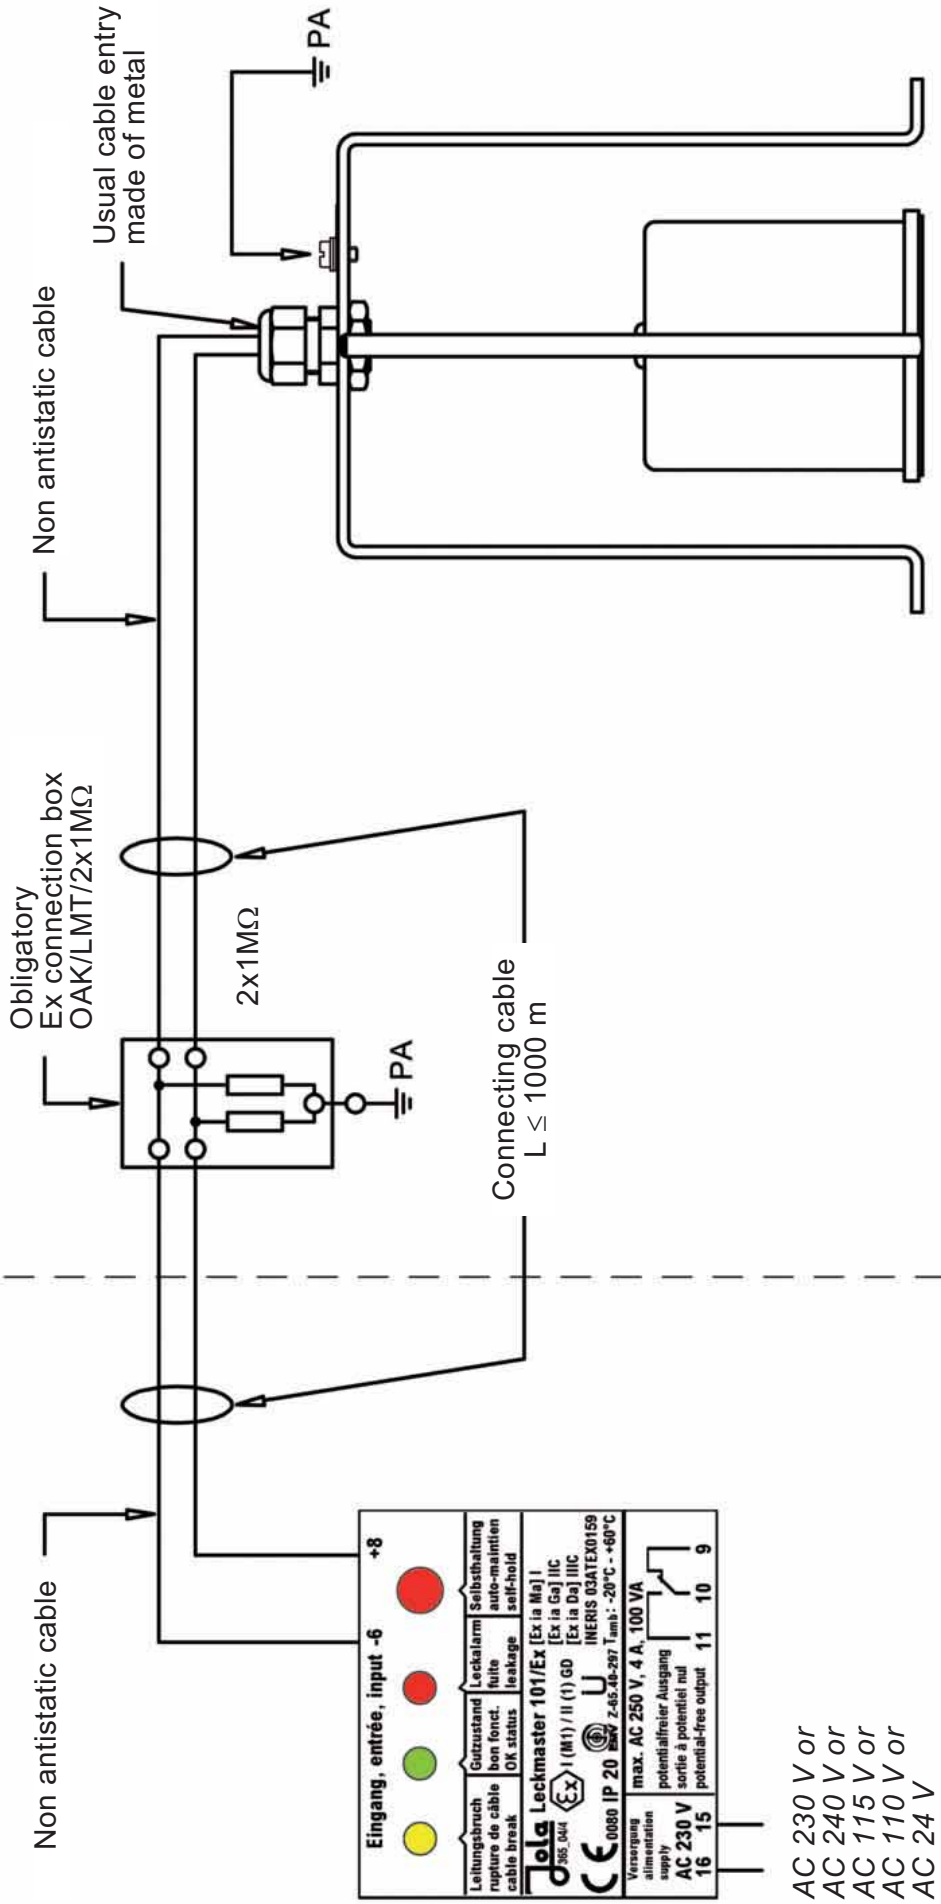 Non antistatic cable
Obligatory
Ex connection box
OAK/LMT/2x1MΩ
Non antistatic cable
Usual cable entry
made of metal
PA
2x1MΩ
PA
Connecting cable
L ≤ 1000 m
Eingang, entrée, input -6 +8
Leitungsbruch
rupture de câble
cable break
Gutzustand
bon fonct.
OK status
Leckalarm
fuite
leakage
Selbsthaltung
auto-maintien
self-hold
Jola Leckmaster 101/Ex
365_04/4
I (M1) / II (1) GD
[Ex ia Ma] I
[Ex ia Ga] IIC
[Ex ia Da] IIIC
INERIS 03ATEX0159
CE 0080 IP 20 Z-65.40-297 Tamb: -20°C - +60°C
Versorgung
alimentation
supply
AC 230 V
16 15
max. AC 250 V, 4 A, 100 VA
potentialfreier Ausgang
sortie à potentiel nul
potential-free output
11 10 9
AC 230 V or
AC 240 V or
AC 115 V or
AC 110 V or
AC 24 V